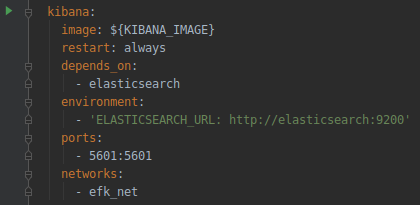 kibana:
  image: ${KIBANA_IMAGE}
  restart: always
  depends_on:
    - elasticsearch
  environment:
    - 'ELASTICSEARCH_URL: http://elasticsearch:9200'
  ports:
    - 5601:5601
  networks:
    - efk_net